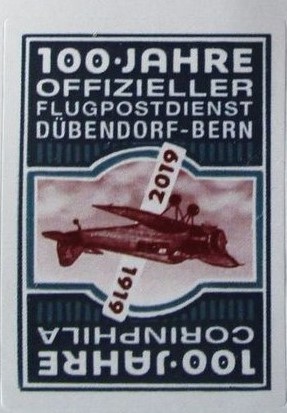 100·JAHRE
OFFIZIELLER
FLUGPOSTDIENST
DÜBENDORF-BERN
2019
1919
100·JAHRE
CORINPHILA